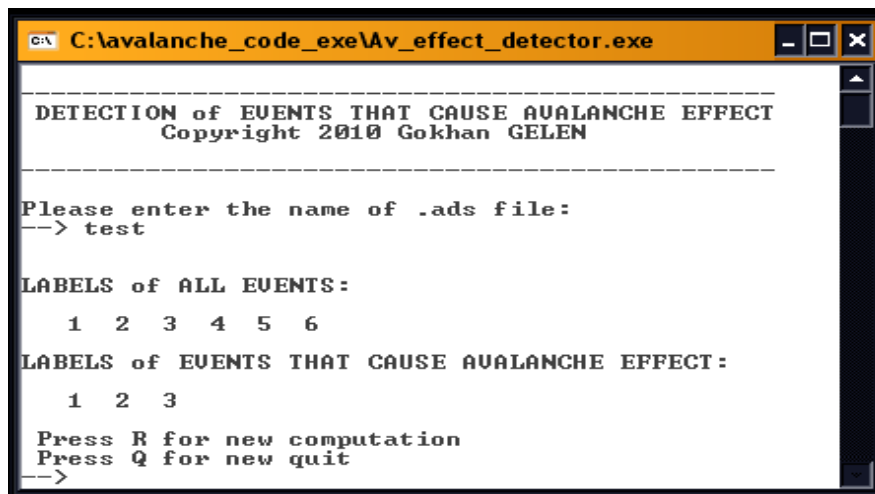 C:\avalanche_code_exe\Av_effect_detector.exe
DETECTION of EVENTS THAT CAUSE AVALANCHE EFFECT
Copyright 2010 Gokhan GELEN
Please enter the name of .ads file:
--> test
LABELS of ALL EVENTS:
1 2 3 4 5 6
LABELS of EVENTS THAT CAUSE AVALANCHE EFFECT:
1 2 3
Press R for new computation
Press Q for new quit
-->